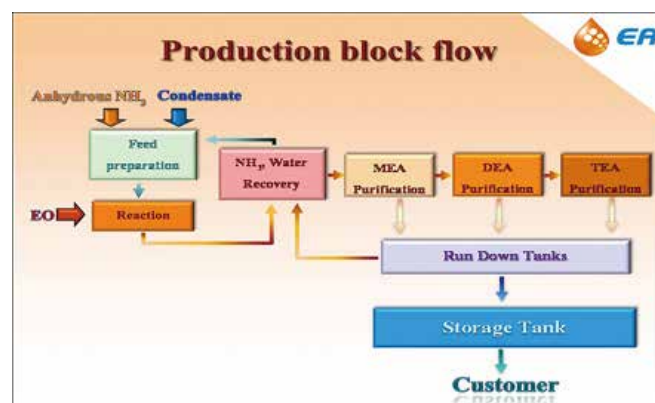 Production block flow
EA
Anhydrous NH3 Condensate
Feed
preparation
NH3, Water
Recovery
MEA
Purification
DEA
Purification
TEA
Purification
EO
Reaction
Run Down Tanks
Storage Tank
Customer